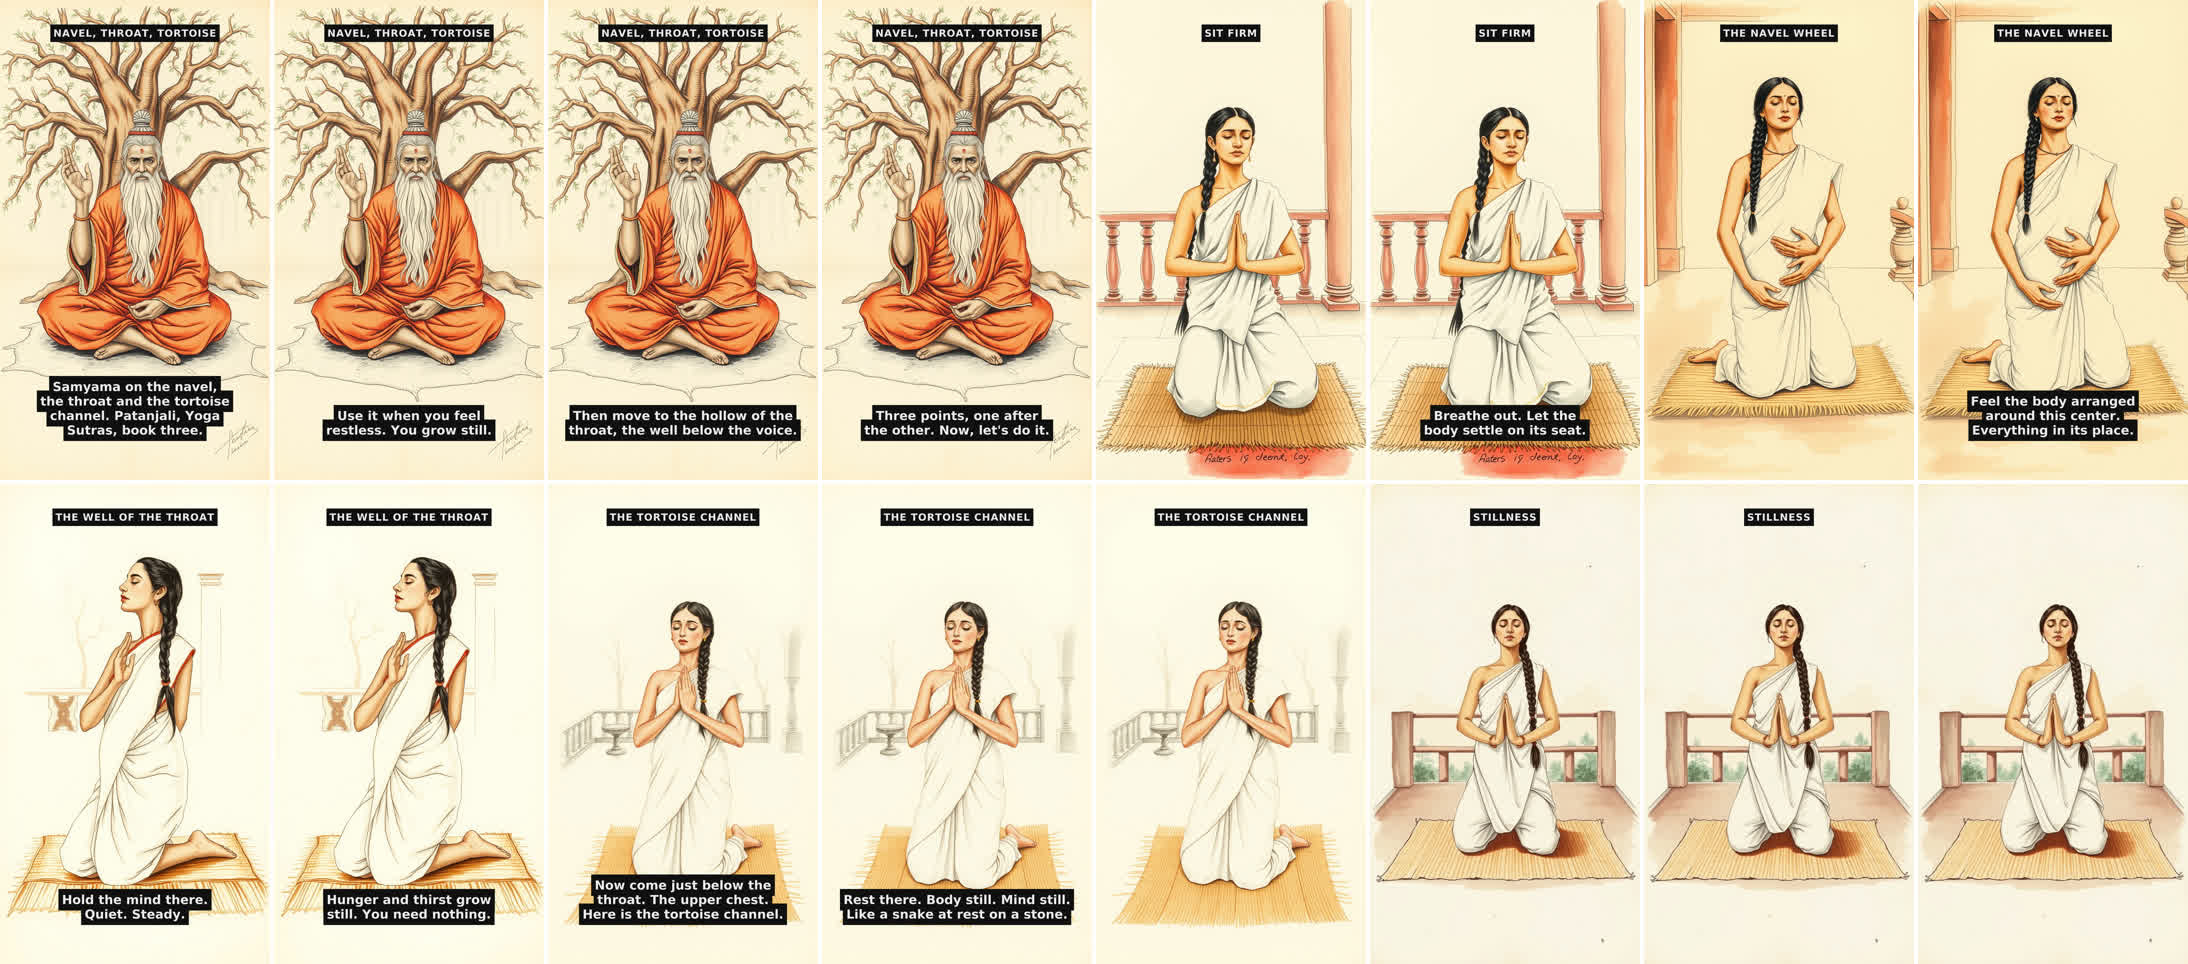 NAVEL, THROAT, TORTOISE
Samyama on the navel,
the throat and the tortoise
channel. Patanjali, Yoga
Sutras, book three.
NAVEL, THROAT, TORTOISE
Use it when you feel
restless. You grow still.
NAVEL, THROAT, TORTOISE
Then move to the hollow of the
throat, the well below the voice.
NAVEL, THROAT, TORTOISE
Three points, one after
the other. Now, let's do it.
SIT FIRM
SIT FIRM
Breathe out. Let the
body settle on its seat.
THE NAVEL WHEEL
THE NAVEL WHEEL
Feel the body arranged
around this center.
Everything in its place.
THE WELL OF THE THROAT
Hold the mind there.
Quiet. Steady.
THE WELL OF THE THROAT
Hunger and thirst grow
still. You need nothing.
THE TORTOISE CHANNEL
Now come just below the
throat. The upper chest.
Here is the tortoise channel.
THE TORTOISE CHANNEL
Rest there. Body still. Mind still.
Like a snake at rest on a stone.
THE TORTOISE CHANNEL
STILLNESS
STILLNESS